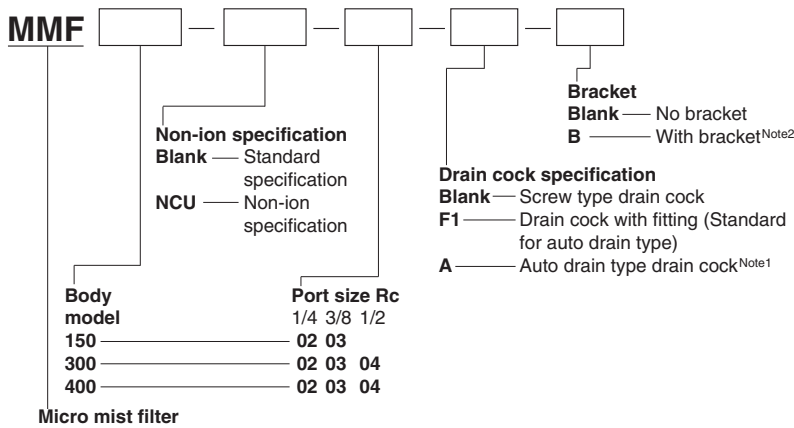 MMF
Bracket
Blank — No bracket
B — With bracket Note2
Non-ion specification
Blank — Standard
specification
NCU — Non-ion
specification
Drain cock specification
Blank — Screw type drain cock
F1 — Drain cock with fitting (Standard
for auto drain type)
A — Auto drain type drain cock Note1
Body
model
Port size Rc
1/4 3/8 1/2
150 — 02 03
300 — 02 03 04
400 — 02 03 04
Micro mist filter